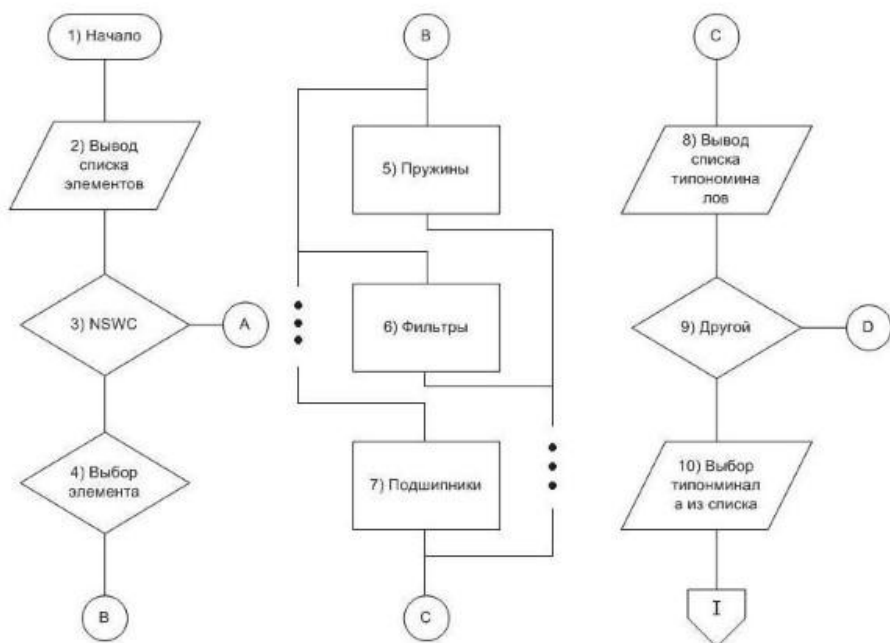 1) Начало
2) Вывод
списка
элементов
3) NSWC
A
4) Выбор
элемента
B
B
5) Пружины
6) Фильтры
7) Подшипники
C
C
8) Вывод
списка
типономина
лов
9) Другой
D
10) Выбор
типонминал
а из списка
I